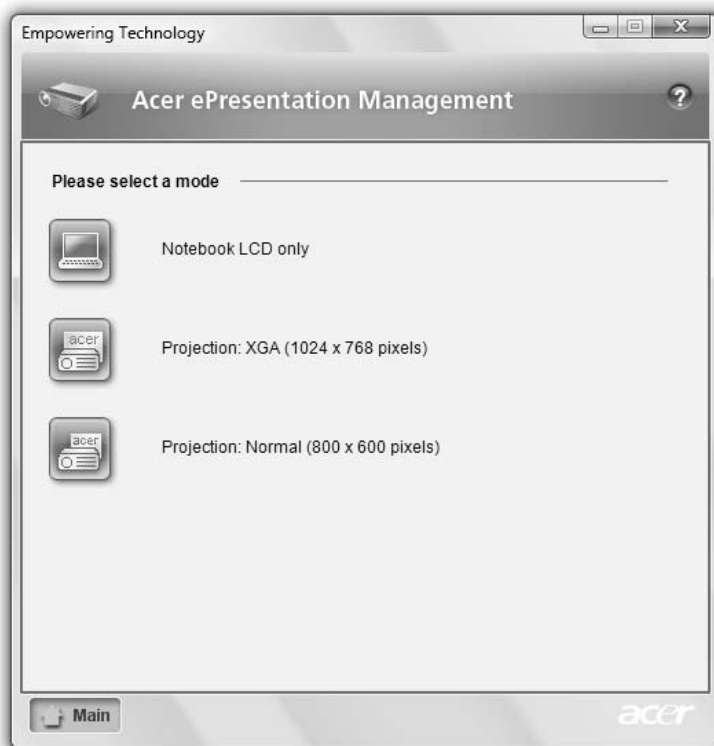 Empowering Technology
Acer ePresentation Management
?
Please select a mode
Notebook LCD only
acer
Projection: XGA (1024 x 768 pixels)
acer
Projection: Normal (800 x 600 pixels)
Main
acer